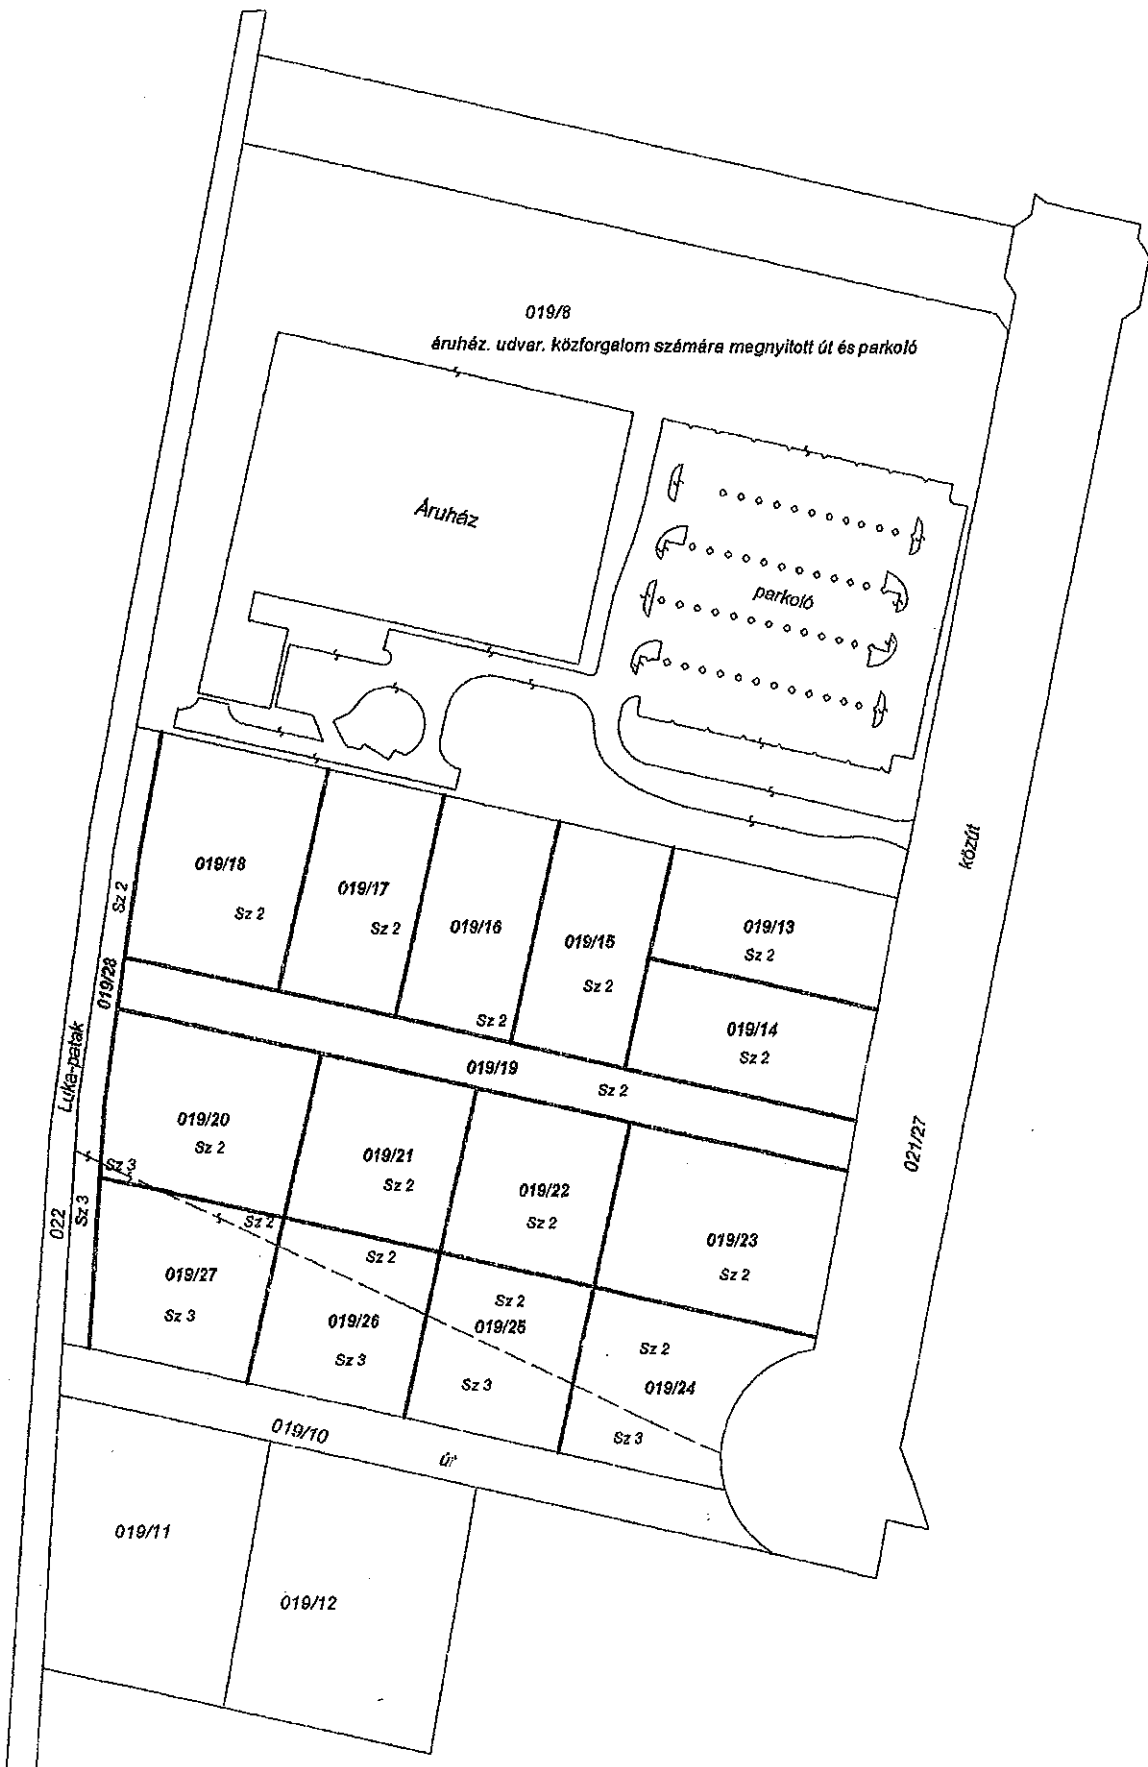 019/8
áruház. udvar. közforgalom számára megnyitott út és parkoló
Áruház
parkoló
közút
019/18
Sz 2
019/17
Sz 2
019/16
Sz 2
019/15
Sz 2
019/13
Sz 2
019/14
Sz 2
Sz 2
019/28
Luka-patak
019/19
Sz 2
021/27
019/20
Sz 2
Sz 3
019/21
Sz 2
019/22
Sz 2
019/23
Sz 2
022
Sz 3
Sz 2
019/27
Sz 3
Sz 2
019/26
Sz 3
Sz 2
019/25
Sz 3
Sz 2
019/24
Sz 3
019/10
út
019/11
019/12